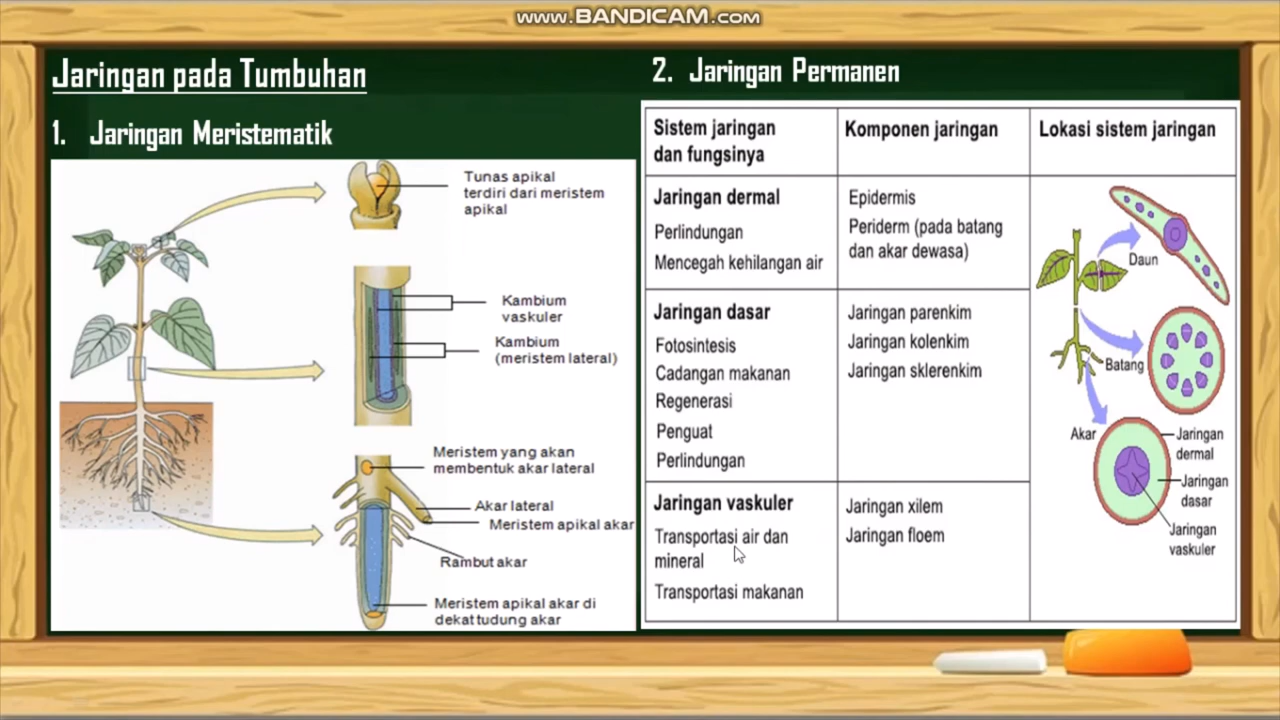 www.BANDICAM.com
Jaringan pada Tumbuhan
1. Jaringan Meristematik
Tunas apikal
terdiri dari meristem
apikal
Kambium
vaskuler
Kambium
(meristem lateral)
Meristem yang akan
membentuk akar lateral
Akar lateral
Meristem apikal akar
Rambut akar
Meristem apikal akar di
dekat tudung akar
2. Jaringan Permanen
Sistem jaringan
dan fungsinya
Komponen jaringan
Lokasi sistem jaringan
Jaringan dermal
Perlindungan
Mencegah kehilangan air
Epidermis
Periderm (pada batang
dan akar dewasa)
Jaringan dasar
Fotosintesis
Cadangan makanan
Regenerasi
Penguat
Perlindungan
Jaringan parenkim
Jaringan kolenkim
Jaringan sklerenkim
Jaringan vaskuler
Transportasi air dan
mineral
Transportasi makanan
Jaringan xilem
Jaringan floem
Daun
Batang
Akar
Jaringan
dermal
Jaringan
dasar
Jaringan
vaskuler